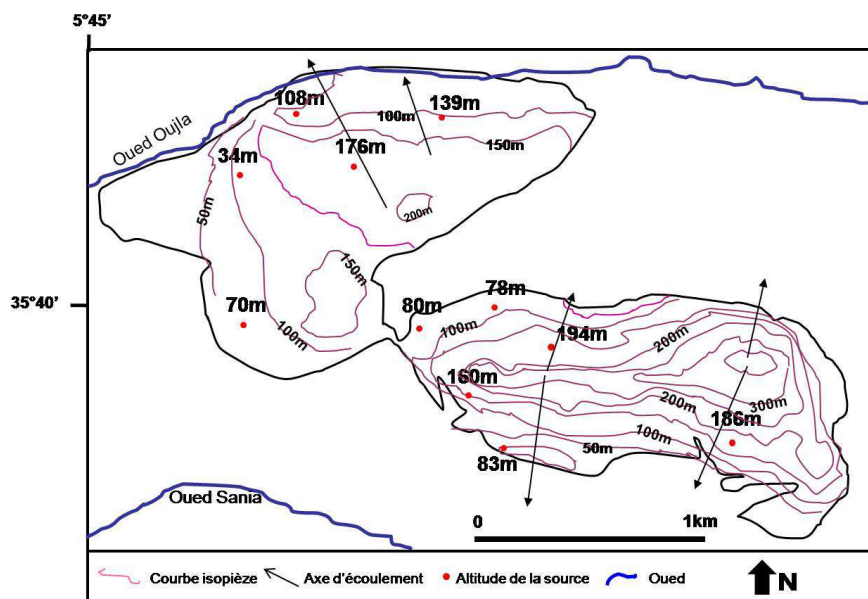 5°45'
108m
139m
100m
Oued Oujla
34m
176m
150m
50m
200m
150m
35°40'
70m
80m
78m
100m
194m
200m
100m
160m
200m
300m
186m
100m
83m
50m
Oued Sania
0
1km
Courbe isopièze
Axe d'écoulement
Altitude de la source
Oued
N